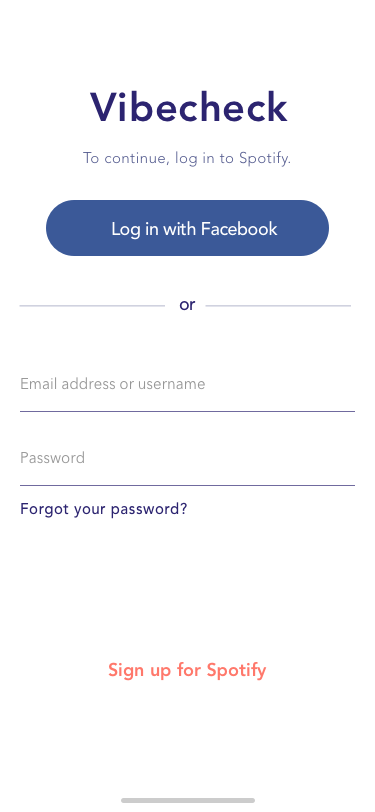 Vibecheck
To continue, log in to Spotify.
Log in with Facebook
or
Email address or username
Password
Forgot your password?
Sign up for Spotify